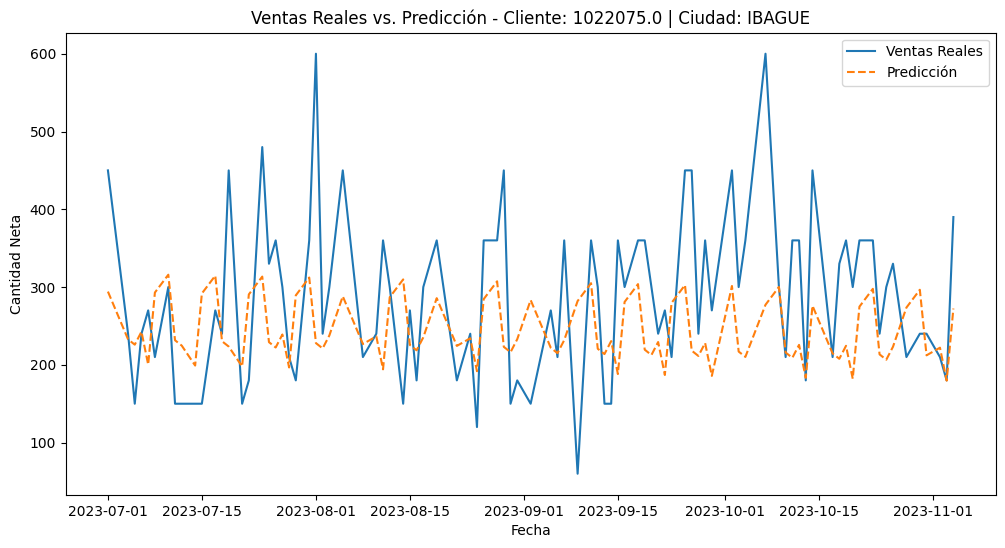 Ventas Reales vs. Predicción - Cliente: 1022075.0 | Ciudad: IBAGUE
Ventas Reales
Predicción
Cantidad Neta
600
500
400
300
200
100
2023-07-01 2023-07-15 2023-08-01 2023-08-15 2023-09-01 2023-09-15 2023-10-01 2023-10-15 2023-11-01
Fecha